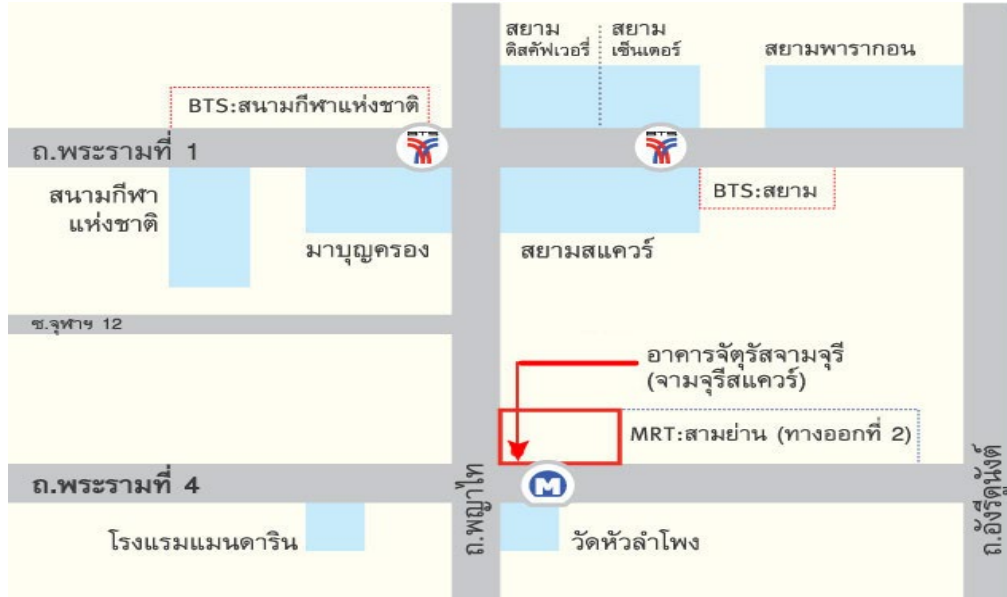 สยาม
ดิสคัฟเวอรี่
สยาม
เซ็นเตอร์
สยามพารากอน
BTS:สนามกีฬาแห่งชาติ
BTS
BTS
ถ.พระรามที่ 1
สนามกีฬา
แห่งชาติ
มาบุญครอง
สยามสแควร์
BTS:สยาม
ซ.จุฬาฯ 12
อาคารจัตุรัสจามจุรี
(จามจุรีสแควร์)
MRT:สามย่าน (ทางออกที่ 2)
ถ.พระรามที่ 4
M
ถ.พญาไท
ถ.อังรีดูนังต์
โรงแรมแมนดาริน
วัดหัวลำโพง